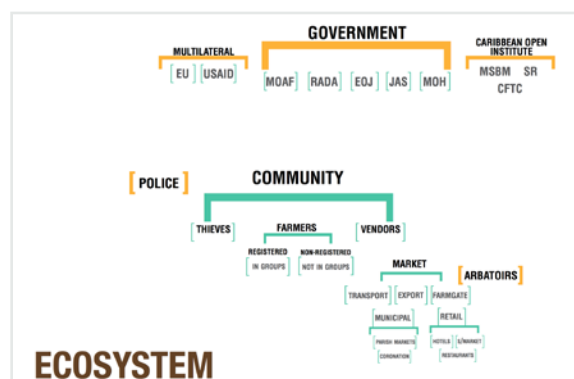 GOVERNMENT
MULTILATERAL
CARIBBEAN OPEN
INSTITUTE
[EU] [USAID]
[MOAF] [RADA] [EOJ] [JAS] [MOH]
MSBM SR
CFTC
[POLICE]
COMMUNITY
[THIEVES]
FARMERS
[VENDORS]
REGISTERED NON-REGISTERED
[IN GROUPS] [NOT IN GROUPS]
MARKET
[ARBATOIRS]
[TRANSPORT] [EXPORT] [FARMGATE]
[MUNICIPAL] [RETAIL]
[PARISH MARKETS] [HOTELS] [X/MARKET]
[CORONATION] [RESTAURANTS]
ECOSYSTEM